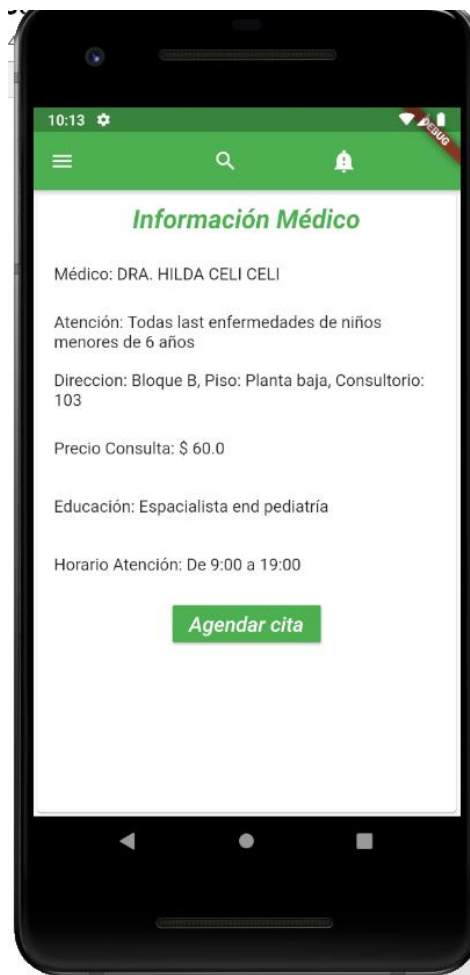 10:13
DEBUG
Información Médico
Médico: DRA. HILDA CELI CELI
Atención: Todas last enfermedades de niños
menores de 6 años
Direccion: Bloque B, Piso: Planta baja, Consultorio:
103
Precio Consulta: $ 60.0
Educación: Espacialista end pediatría
Horario Atención: De 9:00 a 19:00
Agendar cita